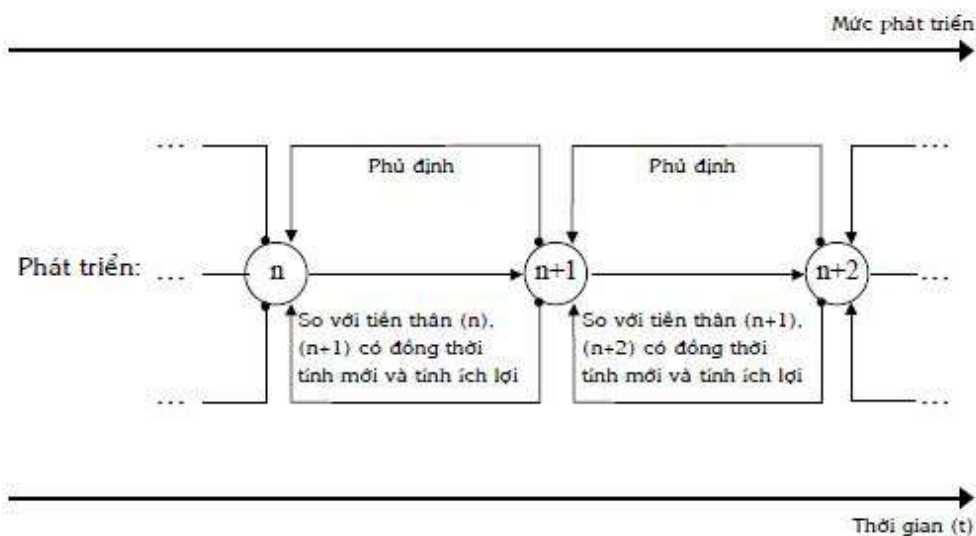 Mức phát triển
... ...
Phủ định Phủ định
Phát triển: ... n n+1 n+2 ...
So với tiền thân (n), So với tiền thân (n+1),
(n+1) có đồng thời (n+2) có đồng thời
tính mới và tính ích lợi tính mới và tính ích lợi
... ...
Thời gian (t)